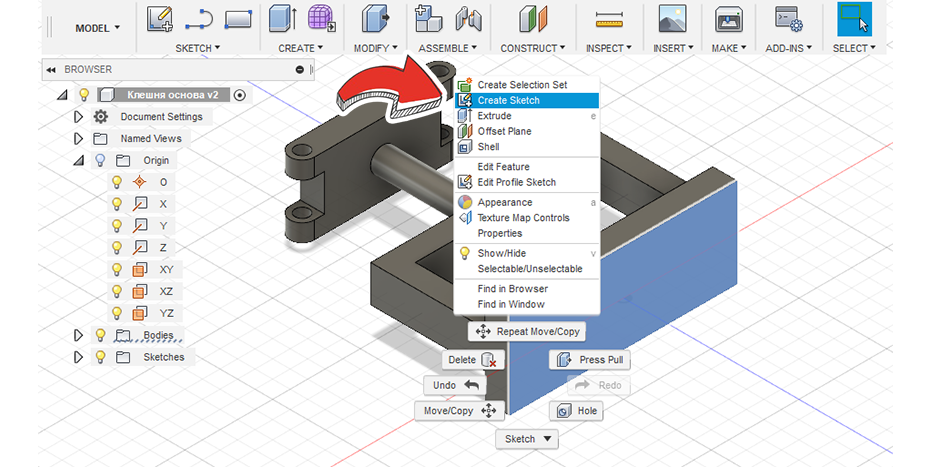 MODEL ▾
SKETCH ▾
CREATE ▾
MODIFY ▾
ASSEMBLE ▾
CONSTRUCT ▾
INSPECT ▾
INSERT ▾
MAKE ▾
ADD-INS ▾
SELECT ▾
BROWSER
Клешня основа v2
Document Settings
Named Views
Origin
O
X
Y
Z
XY
XZ
YZ
Bodies
Sketches
Create Selection Set
Create Sketch
Extrude e
Offset Plane
Shell
Edit Feature
Edit Profile Sketch
Appearance a
Texture Map Controls
Properties
Show/Hide v
Selectable/Unselectable
Find in Browser
Find in Window
Repeat Move/Copy
Delete
Press Pull
Undo
Redo
Move/Copy
Hole
Sketch ▾